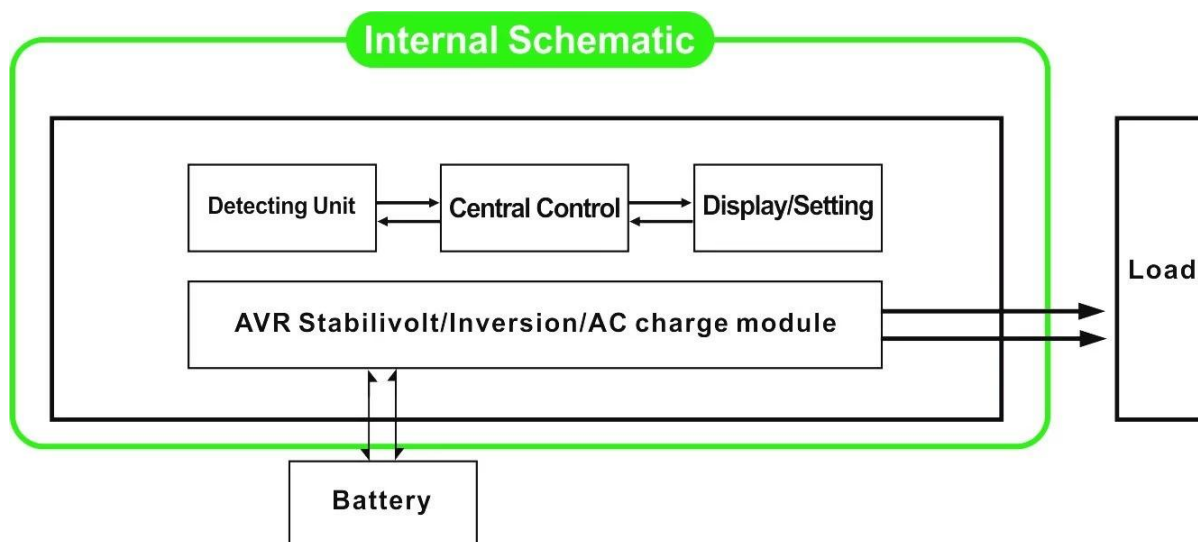 Internal Schematic
Detecting Unit
Central Control
Display/Setting
Load
AVR Stabilivolt/Inversion/AC charge module
Battery